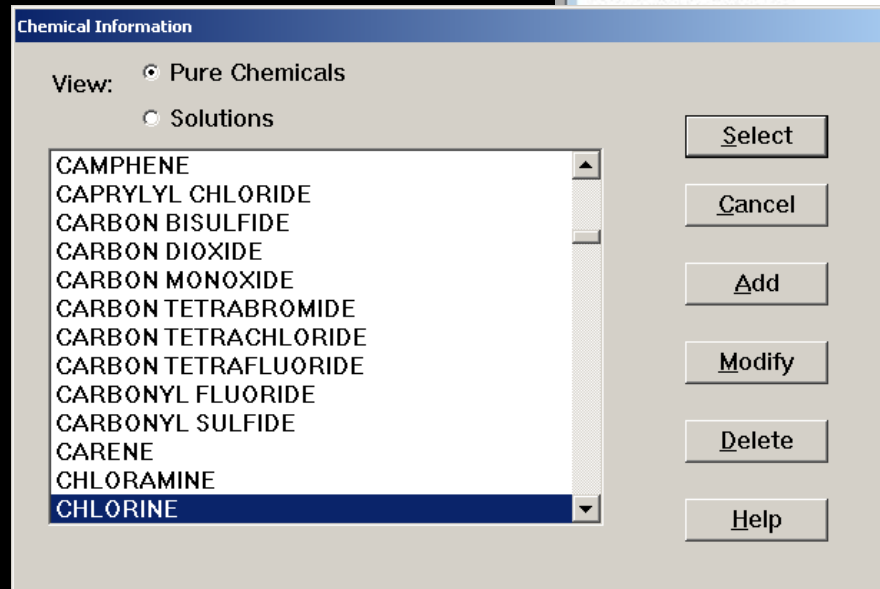 Chemical Information
View:
Pure Chemicals
Solutions
CAMPHENE
CAPRYLYL CHLORIDE
CARBON BISULFIDE
CARBON DIOXIDE
CARBON MONOXIDE
CARBON TETRABROMIDE
CARBON TETRACHLORIDE
CARBON TETRAFLUORIDE
CARBONYL FLUORIDE
CARBONYL SULFIDE
CARENE
CHLORAMINE
CHLORINE
Select
Cancel
Add
Modify
Delete
Help